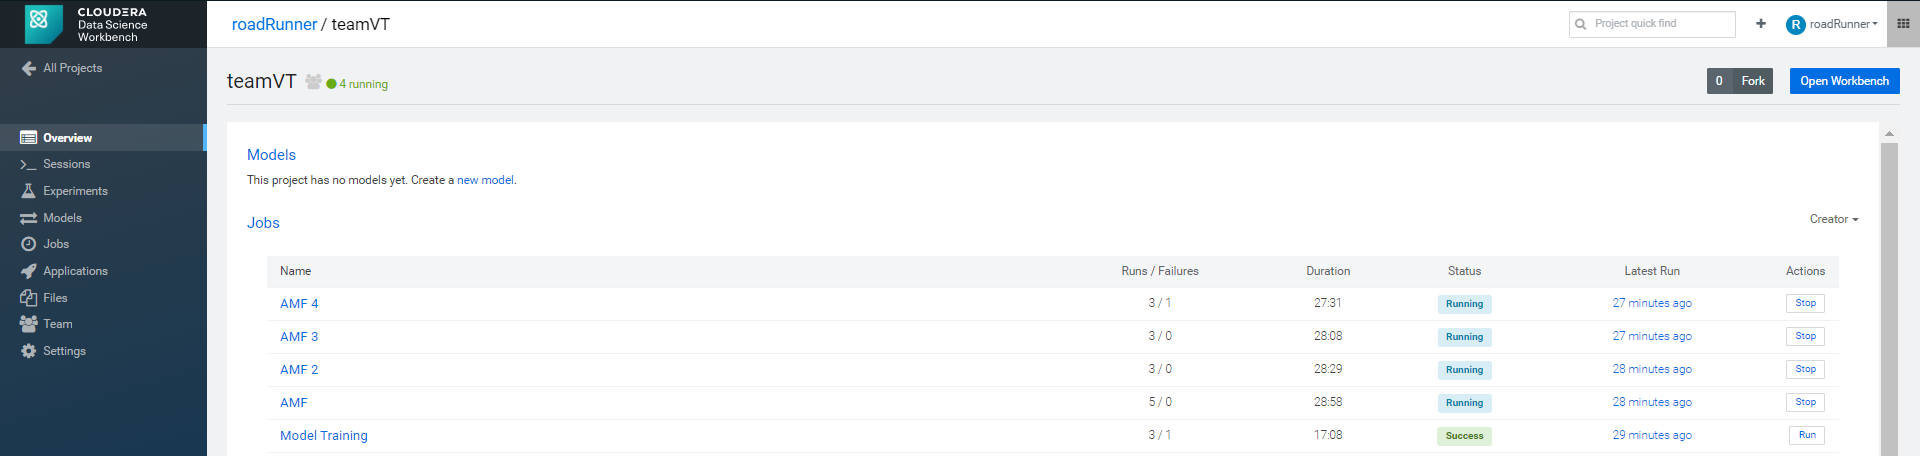 CLOUDERA
Data Science
Workbench
roadRunner / teamVT
Project quick find
+
R roadRunner
All Projects
teamVT 4 running
0 Fork
Open Workbench
Overview
Sessions
Experiments
Models
Jobs
Applications
Files
Team
Settings
Models
This project has no models yet. Create a new model.
Jobs
Creator
Name Runs / Failures Duration Status Latest Run Actions
AMF 4 3 / 1 27:31 Running 27 minutes ago Stop
AMF 3 3 / 0 28:08 Running 27 minutes ago Stop
AMF 2 3 / 0 28:29 Running 28 minutes ago Stop
AMF 5 / 0 28:58 Running 28 minutes ago Stop
Model Training 3 / 1 17:08 Success 29 minutes ago Run